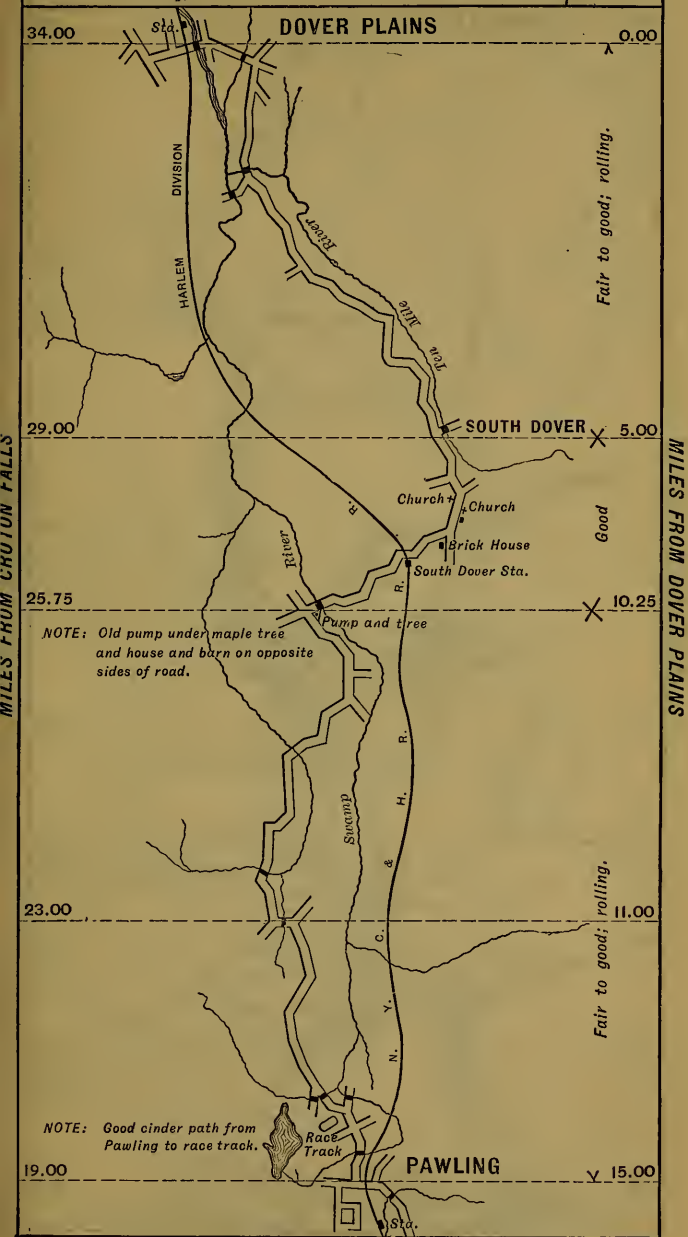 DOVER PLAINS
Sta.
34.00
0.00
DIVISION
HARLEM
Fair to good; rolling.
River
Mile
Ten
29.00
SOUTH DOVER
5.00
MILES FROM CROTON FALLS
MILES FROM DOVER PLAINS
Church
Church
Good
R.
Brick House
River
South Dover Sta.
R.
25.75
10.25
Pump and tree
NOTE: Old pump under maple tree
and house and barn on opposite
sides of road.
R.
H.
Swamp
&
Fair to good; rolling.
23.00
11.00
C.
Y.
N.
NOTE: Good cinder path from
Pawling to race track.
Race
Track
PAWLING
19.00
15.00
Sta.